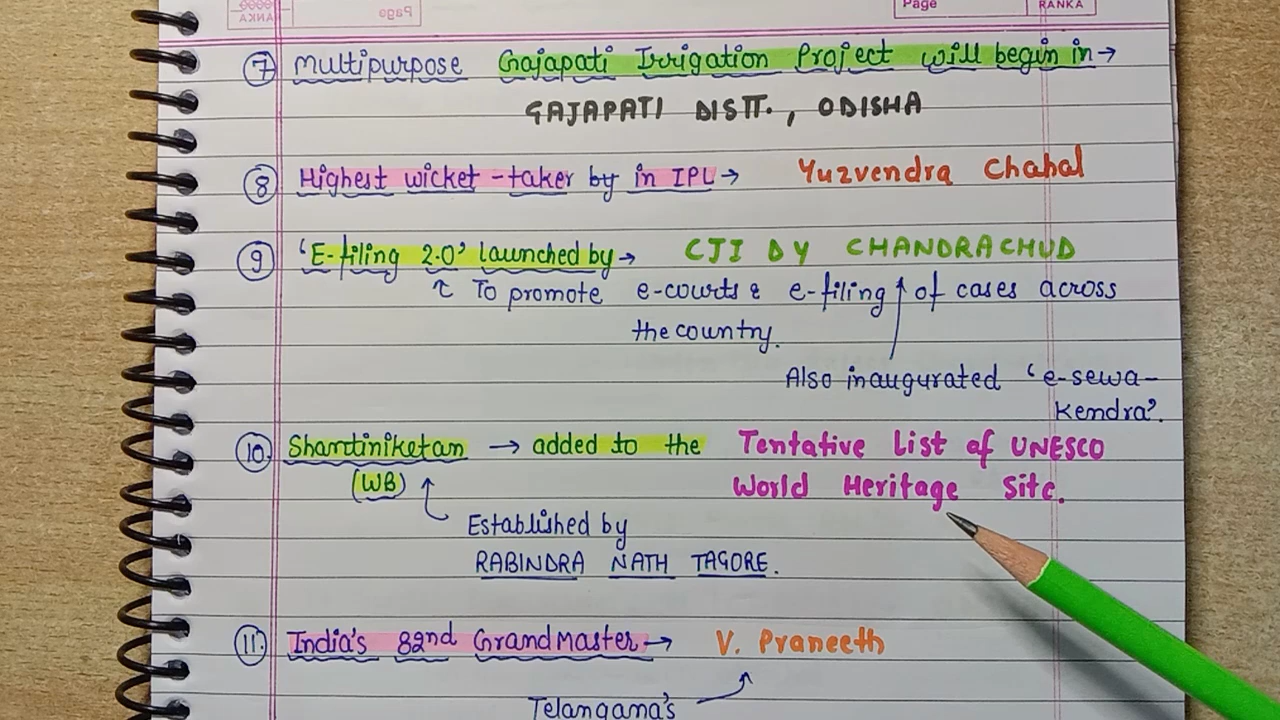 Page
Page RANKA
⑦ Multipurpose Gajapati Irrigation Project will begin in →
GAJAPATI DISTT., ODISHA
⑧ Highest wicket-taker by in IPL → Yuzvendra Chahal
⑨ 'E-filing 2.0' launched by → CJI DY CHANDRACHUD
To promote e-courts & e-filing of cases across
the country.
Also inaugurated 'e-sewa-
Kendra'.
⑩ Shantiniketan → added to the Tentative List of UNESCO
(WB) World Heritage Site.
Established by
RABINDRA NATH TAGORE.
⑪ India's 82nd Grandmaster → V. Praneeth
Telangana's